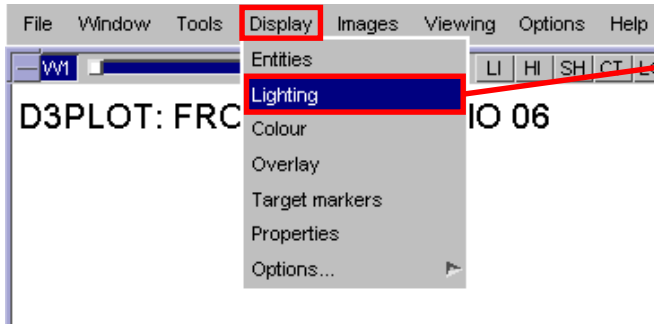 File Window Tools Display Images Viewing Options Help
W1 LI HI SH CT
D3PLOT: FRC IO 06
Entities
Lighting
Colour
Overlay
Target markers
Properties
Options...